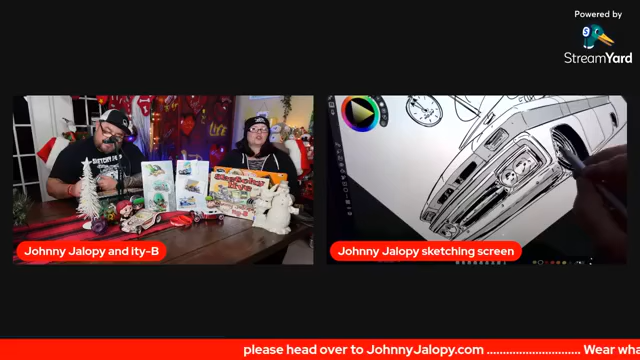 Powered by
StreamYard
LIVE
Johnny Jalopy and ity-B
Johnny Jalopy sketching screen
please head over to JohnnyJalopy.com ............................. Wear wha